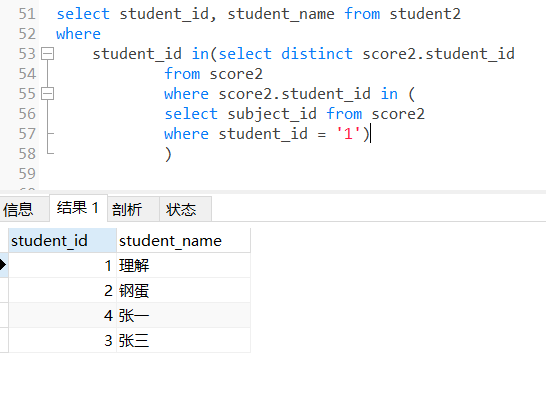 51 select student_id, student_name from student2
52 where
53 student_id in(select distinct score2.student_id
54 from score2
55 where score2.student_id in (
56 select subject_id from score2
57 where student_id = '1')
58 )
59
信息 结果 1 剖析 状态
student_id student_name
1 理解
2 钢蛋
4 张一
3 张三